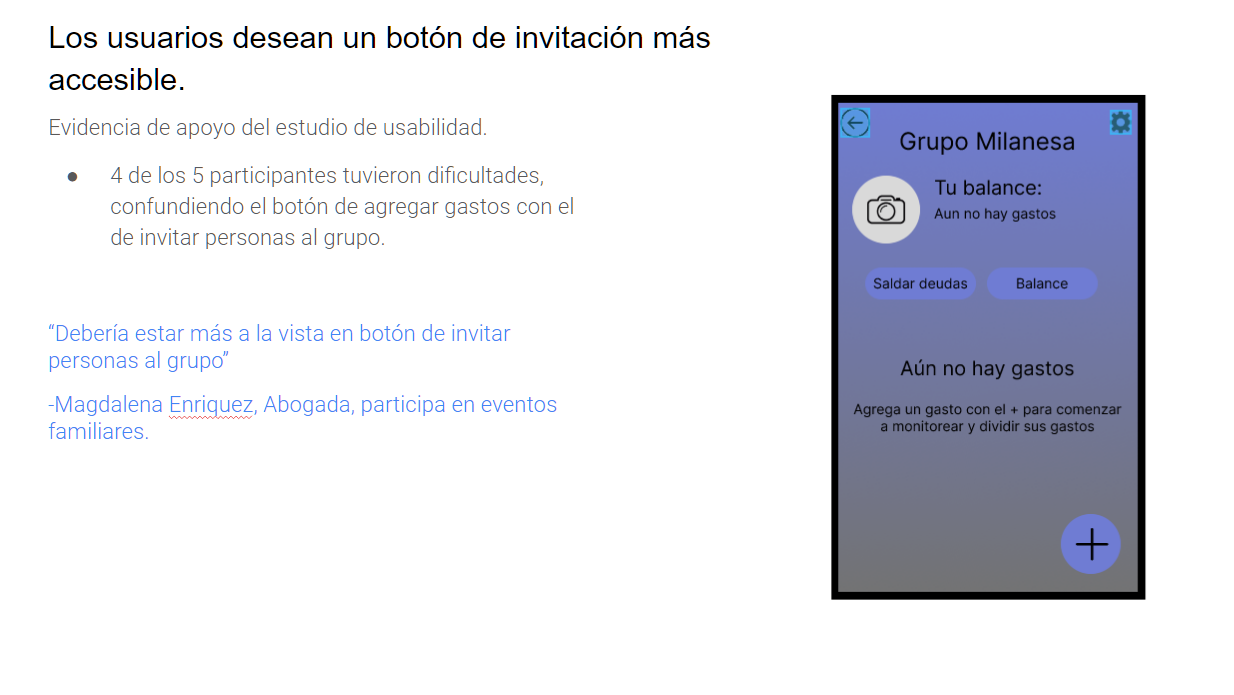 Los usuarios desean un botón de invitación más
accesible.
Evidencia de apoyo del estudio de usabilidad.
● 4 de los 5 participantes tuvieron dificultades,
confundiendo el botón de agregar gastos con el
de invitar personas al grupo.
“Debería estar más a la vista en botón de invitar
personas al grupo”
-Magdalena Enriquez, Abogada, participa en eventos
familiares.
Grupo Milanesa
Tu balance:
Aun no hay gastos
Saldar deudas
Balance
Aún no hay gastos
Agrega un gasto con el + para comenzar
a monitorear y dividir sus gastos
+